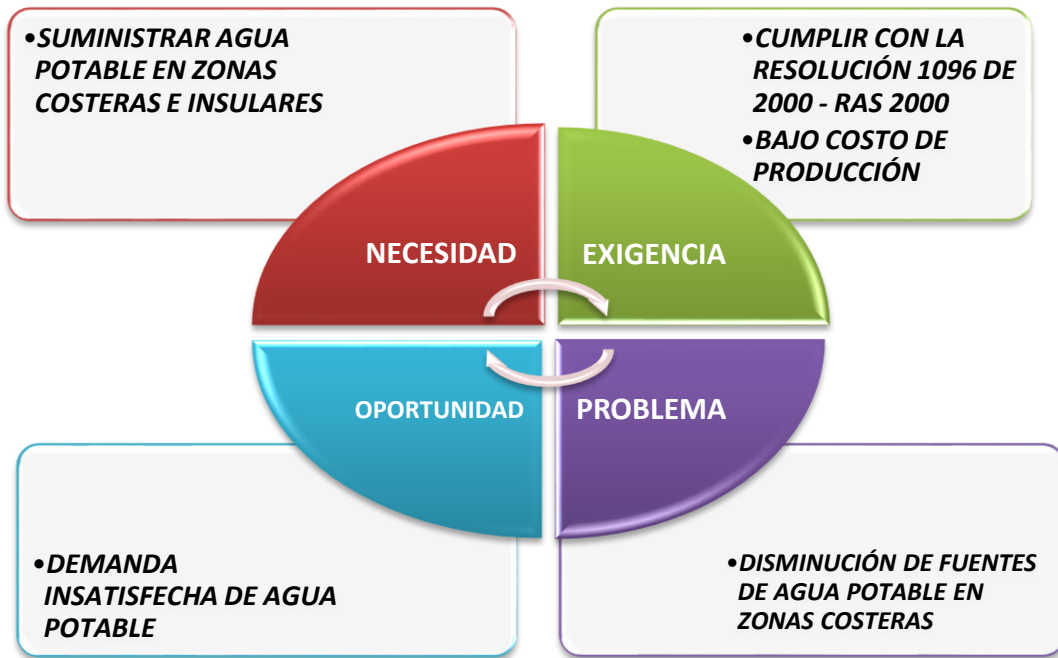 •SUMINISTRAR AGUA
POTABLE EN ZONAS
COSTERAS E INSULARES
•CUMPLIR CON LA
RESOLUCIÓN 1096 DE
2000 - RAS 2000
•BAJO COSTO DE
PRODUCCIÓN
NECESIDAD
EXIGENCIA
OPORTUNIDAD
PROBLEMA
•DEMANDA
INSATISFECHA DE AGUA
POTABLE
•DISMINUCIÓN DE FUENTES
DE AGUA POTABLE EN
ZONAS COSTERAS